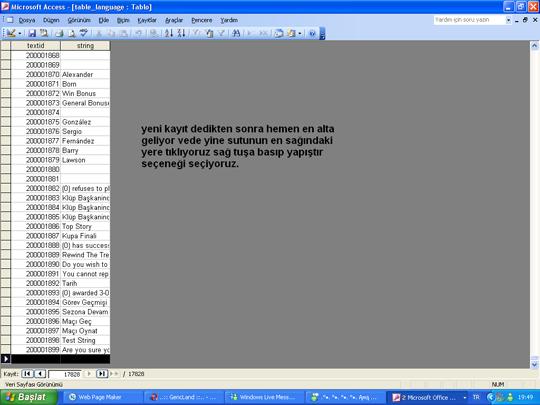 Microsoft Access - [table_language : Tablo]
Dosya Düzen Görünüm Ekle Biçim Kayıtlar Araçlar Pencere Yardım
Yardım için soru yazın
textid string
200001868
200001869
200001870 Alexander
200001871 Born
200001872 Win Bonus
200001873 General Bonus
200001874
200001875 González
200001876 Sergio
200001877 Fernández
200001878 Barry
200001879 Lawson
200001880
200001881
200001882 (0) refuses to pl
200001883 Klüp Başkanınd
200001884 Klüp Başkanınd
200001885 Klüp Başkanınd
200001886 Top Story
200001887 Kupa Finali
200001888 (0) has success
200001889 Rewind The Tre
200001890 Do you wish to
200001891 You cannot rep
200001892 Tarih
200001893 (0) awarded 3-0
200001894 Görev Geçmişi
200001895 Sezona Devam
200001896 Maçı Geç
200001897 Maçı Oynat
200001898 Test String
200001899 Are you sure yo
yeni kayıt dedikten sonra hemen en alta
geliyor vede yine sutunun en sağındaki
yere tıklıyoruz sağ tuşa basıp yapıştır
seçeneği seçiyoruz.
Kayıt: 17828 / 17828
Veri Sayfası Görünümü NUM
Başlat Web Page Maker ..:: GencLand ::.. - Windows Live Mess... 2 Microsoft Office ... TR 19:49